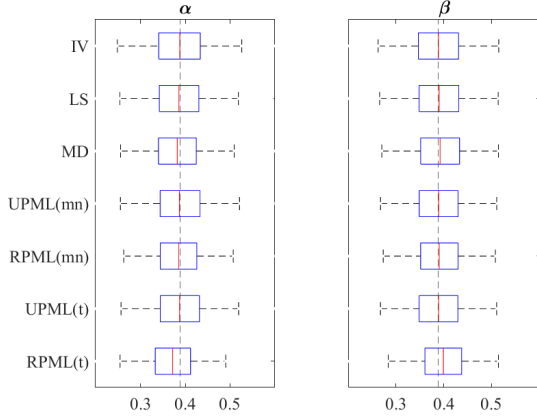 α
β
IV
LS
MD
UPML(mn)
RPML(mn)
UPML(t)
RPML(t)
0.3 0.4 0.5
0.3 0.4 0.5